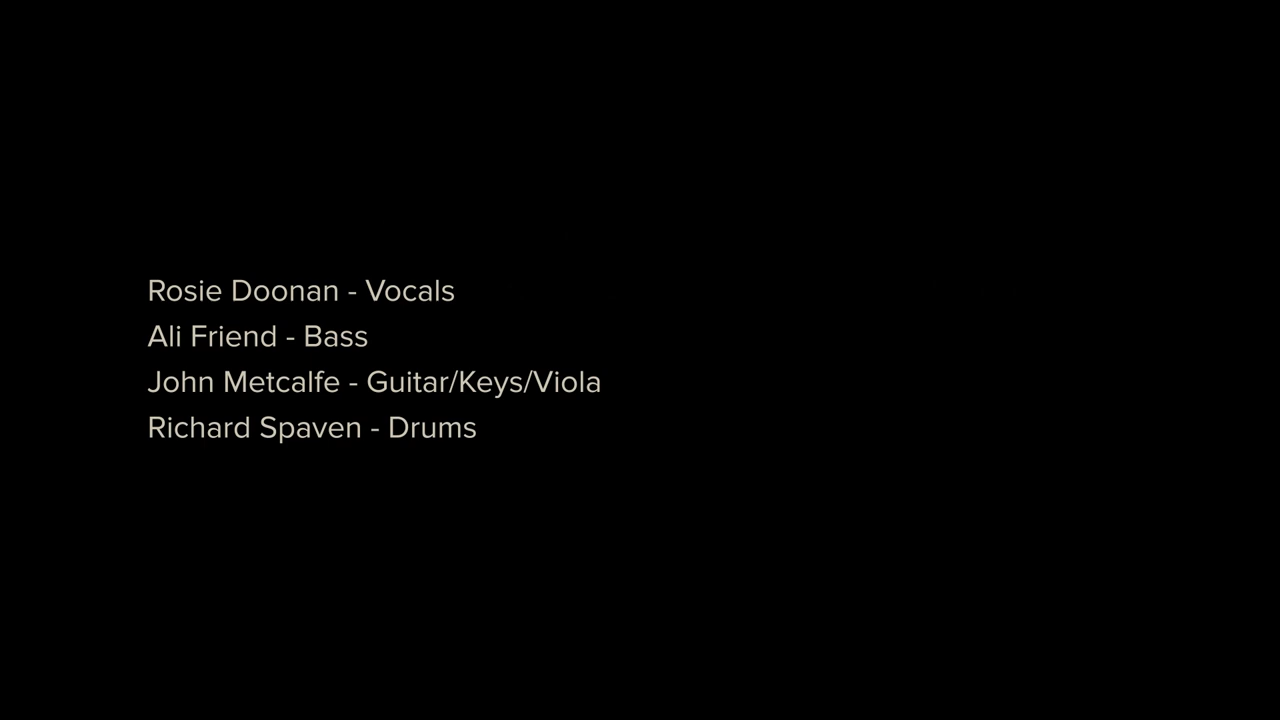 Rosie Doonan - Vocals
Ali Friend - Bass
John Metcalfe - Guitar/Keys/Viola
Richard Spaven - Drums